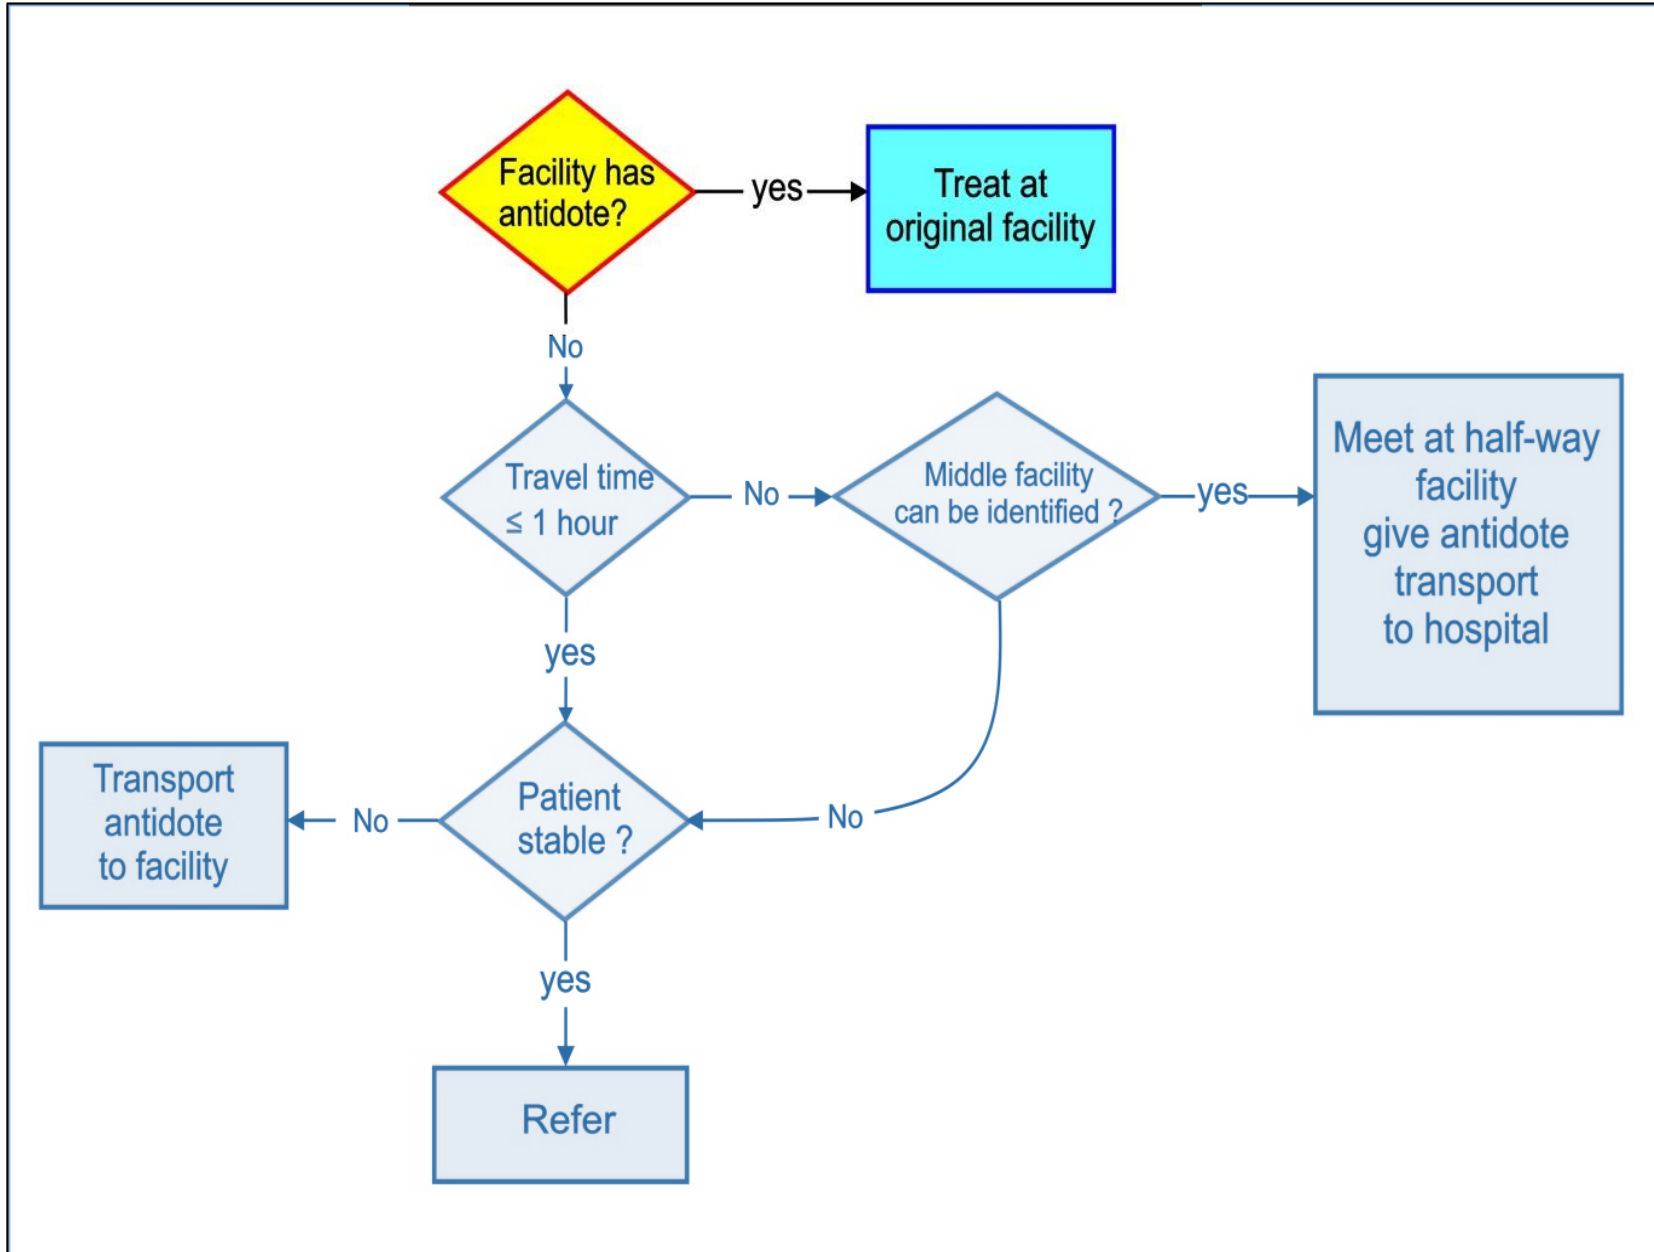 Facility has
antidote?
yes
Treat at
original facility
No
Travel time
≤ 1 hour
No
Middle facility
can be identified ?
yes
Meet at half-way
facility
give antidote
transport
to hospital
yes
No
Patient
stable ?
No
Transport
antidote
to facility
yes
Refer